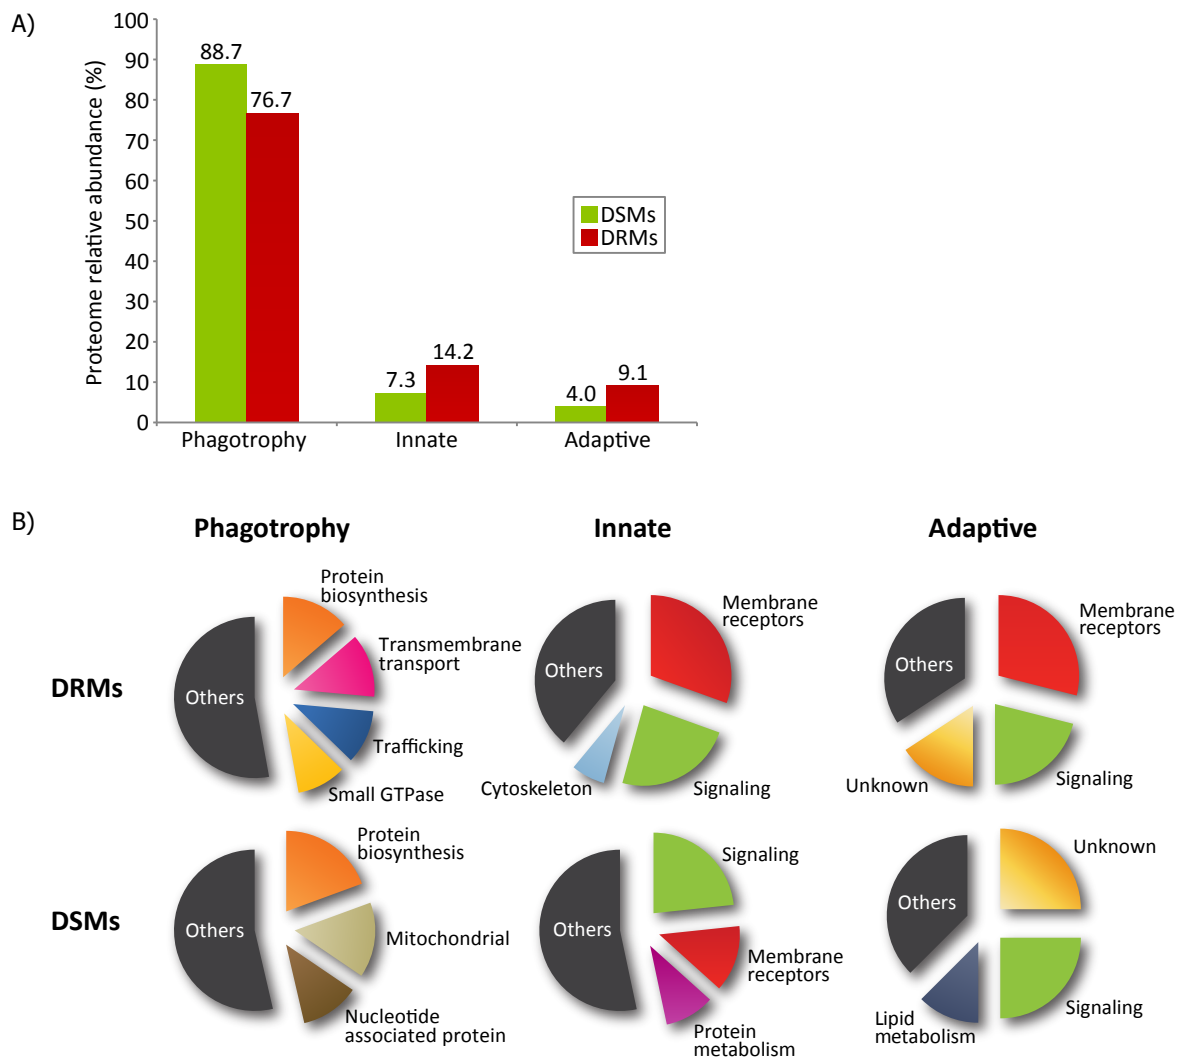 A)
Proteome relative abundance (%)
100
90
80
70
60
50
40
30
20
10
0
88.7
76.7
7.3
14.2
4.0
9.1
Phagotrophy
Innate
Adaptive
DSMs
DRMs
B)
Phagotrophy
Innate
Adaptive
DRMs
Others
Protein
biosynthesis
Transmembrane
transport
Trafficking
Small GTPase
Others
Membrane
receptors
Signaling
Cytoskeleton
Others
Membrane
receptors
Signaling
Unknown
DSMs
Others
Protein
biosynthesis
Mitochondrial
Nucleotide
associated protein
Others
Signaling
Membrane
receptors
Protein
metabolism
Others
Unknown
Signaling
Lipid
metabolism